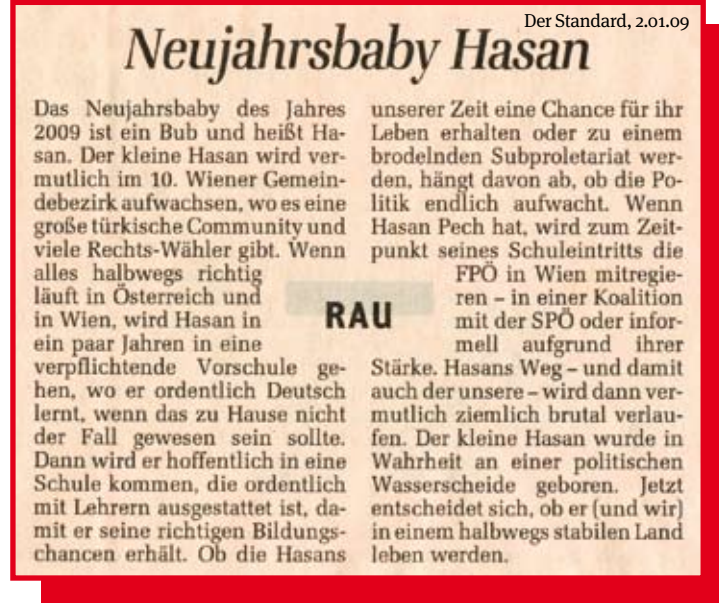 Der Standard, 2.01.09
Neujahrsbaby Hasan
Das Neujahrsbaby des Jahres
2009 ist ein Bub und heißt Ha-
san. Der kleine Hasan wird ver-
mutlich im 10. Wiener Gemein-
debezirk aufwachsen, wo es eine
große türkische Community und
viele Rechts-Wähler gibt. Wenn
alles halbwegs richtig
läuft in Österreich und
in Wien, wird Hasan in
ein paar Jahren in eine
verpflichtende Vorschule ge-
hen, wo er ordentlich Deutsch
lernt, wenn das zu Hause nicht
der Fall gewesen sein sollte.
Dann wird er hoffentlich in eine
Schule kommen, die ordentlich
mit Lehrern ausgestattet ist, da-
mit er seine richtigen Bildungs-
chancen erhält. Ob die Hasans
RAU
unserer Zeit eine Chance für ihr
Leben erhalten oder zu einem
brodelnden Subproletariat wer-
den, hängt davon ab, ob die Po-
litik endlich aufwacht. Wenn
Hasan Pech hat, wird zum Zeit-
punkt seines Schuleintritts die
FPÖ in Wien mitregie-
ren – in einer Koalition
mit der SPÖ oder infor-
mell aufgrund ihrer
Stärke. Hasans Weg – und damit
auch der unsere – wird dann ver-
mutlich ziemlich brutal verlau-
fen. Der kleine Hasan wurde in
Wahrheit an einer politischen
Wasserscheide geboren. Jetzt
entscheidet sich, ob er (und wir)
in einem halbwegs stabilen Land
leben werden.